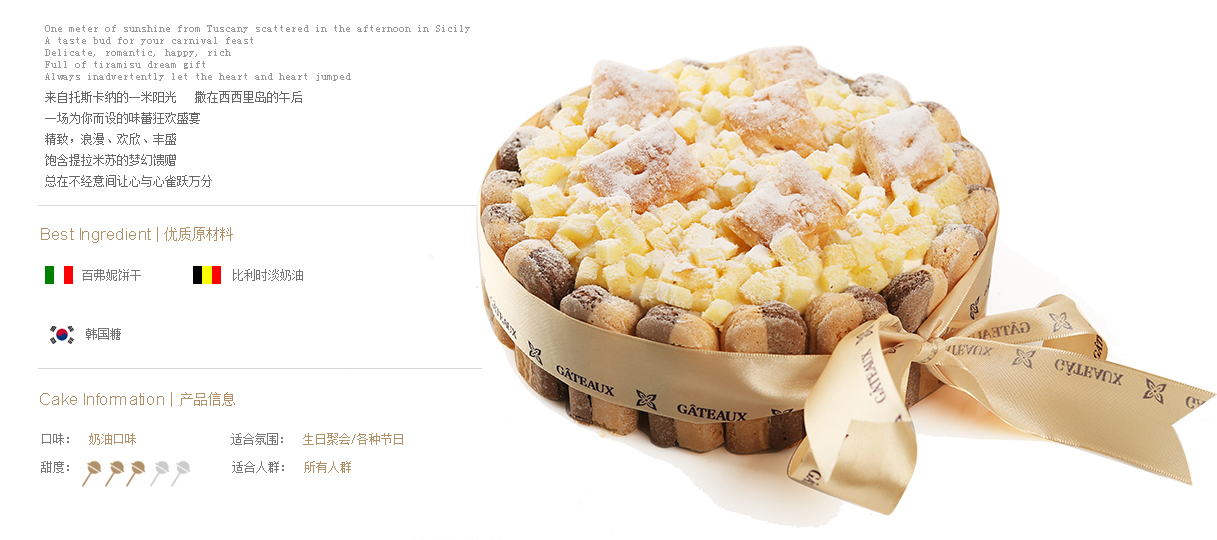 One meter of sunshine from Tuscany scattered in the afternoon in Sicily
A taste bud for your carnival feast
Delicate, romantic, happy, rich
Full of tiramisu dream gift
Always inadvertently let the heart and heart jumped
来自托斯卡纳的一米阳光 撒在西西里岛的午后
一场为你而设的味蕾狂欢盛宴
精致，浪漫、欢欣、丰盛
饱含提拉米苏的梦幻馈赠
总在不经意间让心与心雀跃万分
Best Ingredient | 优质原材料
百弗妮饼干 比利时淡奶油
韩国糖
Cake Information | 产品信息
口味： 奶油口味 适合氛围： 生日聚会/各种节日
甜度： 适合人群： 所有人群
GÂTEAUX
GÂTEAUX
GÂTEAUX
GÂTEAUX
GÂTEAUX
GÂTEAUX
GÂTEAUX